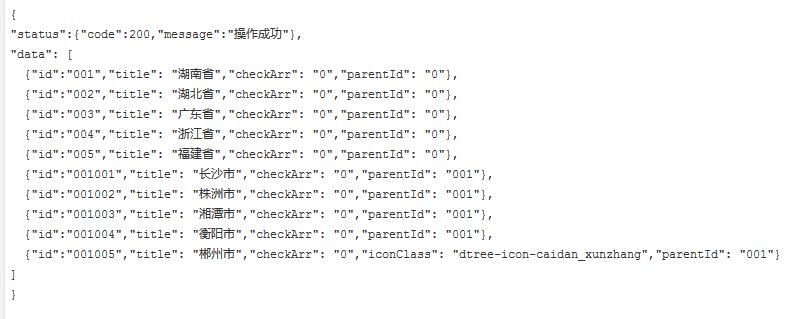 {
"status":{"code":200,"message":"操作成功"},
"data": [
{"id":"001","title": "湖南省","checkArr": "0","parentId": "0"},
{"id":"002","title": "湖北省","checkArr": "0","parentId": "0"},
{"id":"003","title": "广东省","checkArr": "0","parentId": "0"},
{"id":"004","title": "浙江省","checkArr": "0","parentId": "0"},
{"id":"005","title": "福建省","checkArr": "0","parentId": "0"},
{"id":"001001","title": "长沙市","checkArr": "0","parentId": "001"},
{"id":"001002","title": "株洲市","checkArr": "0","parentId": "001"},
{"id":"001003","title": "湘潭市","checkArr": "0","parentId": "001"},
{"id":"001004","title": "衡阳市","checkArr": "0","parentId": "001"},
{"id":"001005","title": "郴州市","checkArr": "0","iconClass": "dtree-icon-caidan_xunzhang","parentId": "001"}
]
}